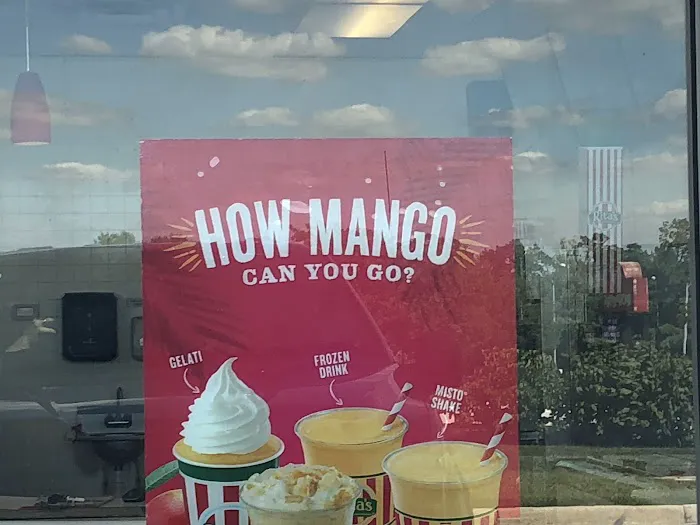 HOW MANGO
CAN YOU GO?
GELATI
FROZEN
DRINK
MISTO
SHAKE